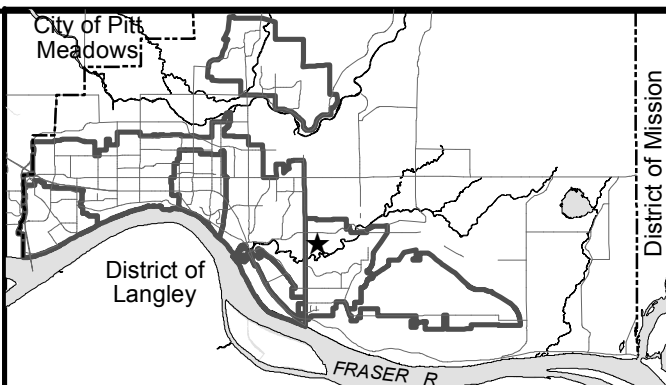 City of Pitt
Meadows
District of Mission
District of
Langley
FRASER R